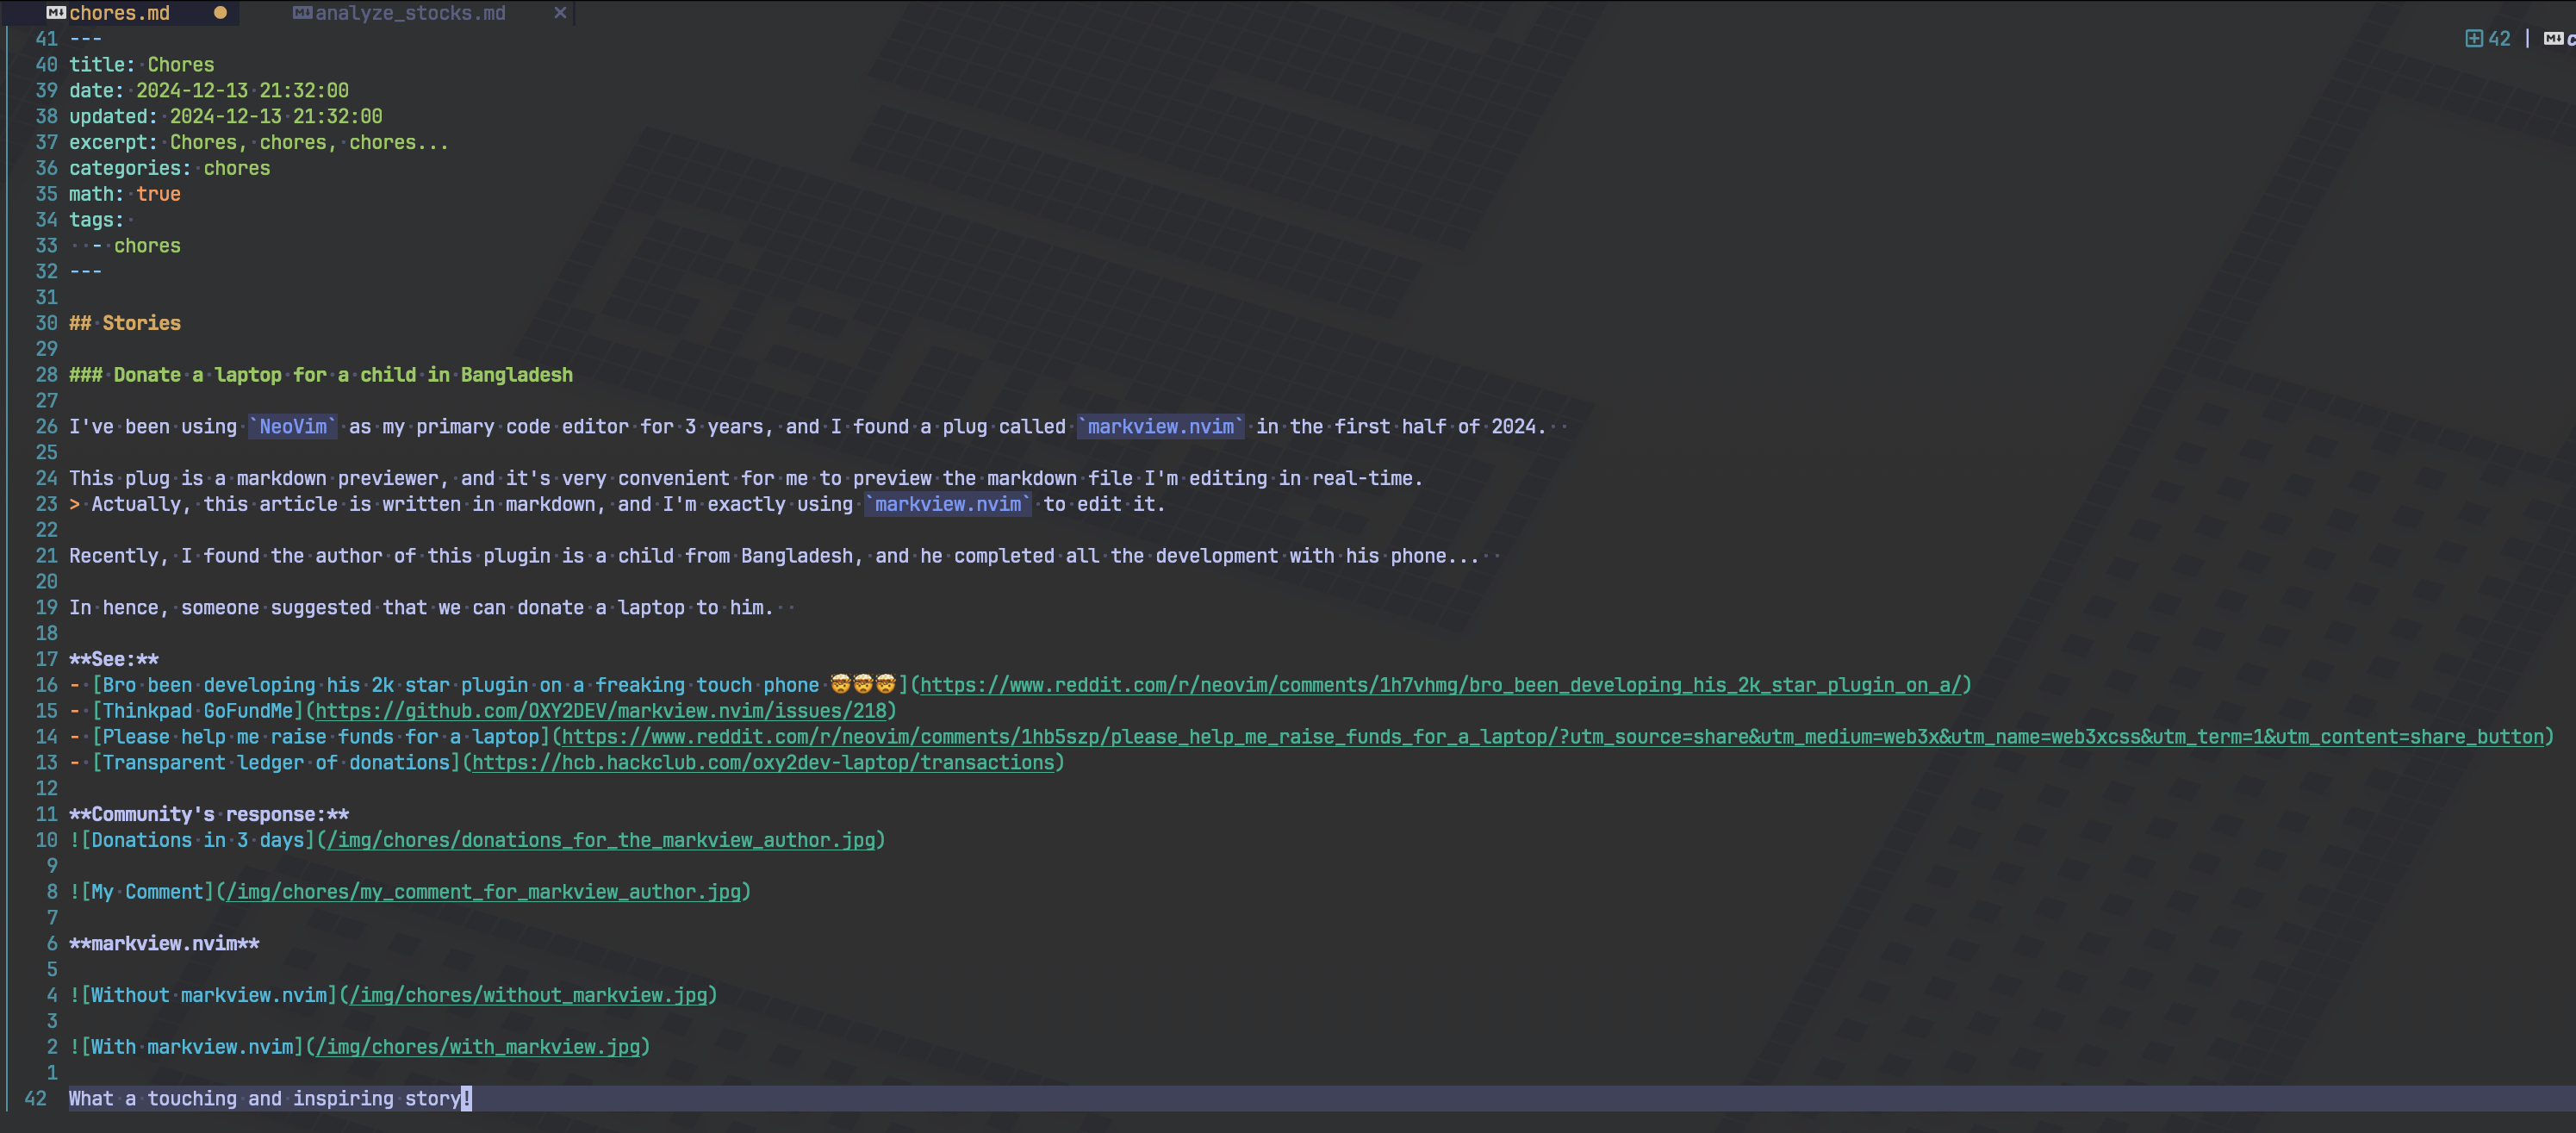 chores.md
analyze_stocks.md ×
42 |
41 ---
40 title: Chores
39 date: 2024-12-13 21:32:00
38 updated: 2024-12-13 21:32:00
37 excerpt: Chores, chores, chores...
36 categories: chores
35 math: true
34 tags:
33 - chores
32 ---
31
30 ## Stories
29
28 ### Donate a laptop for a child in Bangladesh
27
26 I've been using `NeoVim` as my primary code editor for 3 years, and I found a plug called `markview.nvim` in the first half of 2024.
25
24 This plug is a markdown previewer, and it's very convenient for me to preview the markdown file I'm editing in real-time.
23 > Actually, this article is written in markdown, and I'm exactly using `markview.nvim` to edit it.
22
21 Recently, I found the author of this plugin is a child from Bangladesh, and he completed all the development with his phone...
20
19 In hence, someone suggested that we can donate a laptop to him.
18
17 **See:**
16 - [Bro been developing his 2k star plugin on a freaking touch phone 🤯🤯🤯](https://www.reddit.com/r/neovim/comments/1h7vhmg/bro_been_developing_his_2k_star_plugin_on_a/)
15 - [Thinkpad GoFundMe](https://github.com/OXY2DEV/markview.nvim/issues/218)
14 - [Please help me raise funds for a laptop](https://www.reddit.com/r/neovim/comments/1hb5szp/please_help_me_raise_funds_for_a_laptop/?utm_source=share&utm_medium=web3x&utm_name=web3xcss&utm_term=1&utm_content=share_button)
13 - [Transparent ledger of donations](https://hcb.hackclub.com/oxy2dev-laptop/transactions)
12
11 **Community's response:**
10 ![Donations in 3 days](/img/chores/donations_for_the_markview_author.jpg)
9
8 ![My Comment](/img/chores/my_comment_for_markview_author.jpg)
7
6 **markview.nvim**
5
4 ![Without markview.nvim](/img/chores/without_markview.jpg)
3
2 ![With markview.nvim](/img/chores/with_markview.jpg)
1
42 What a touching and inspiring story!